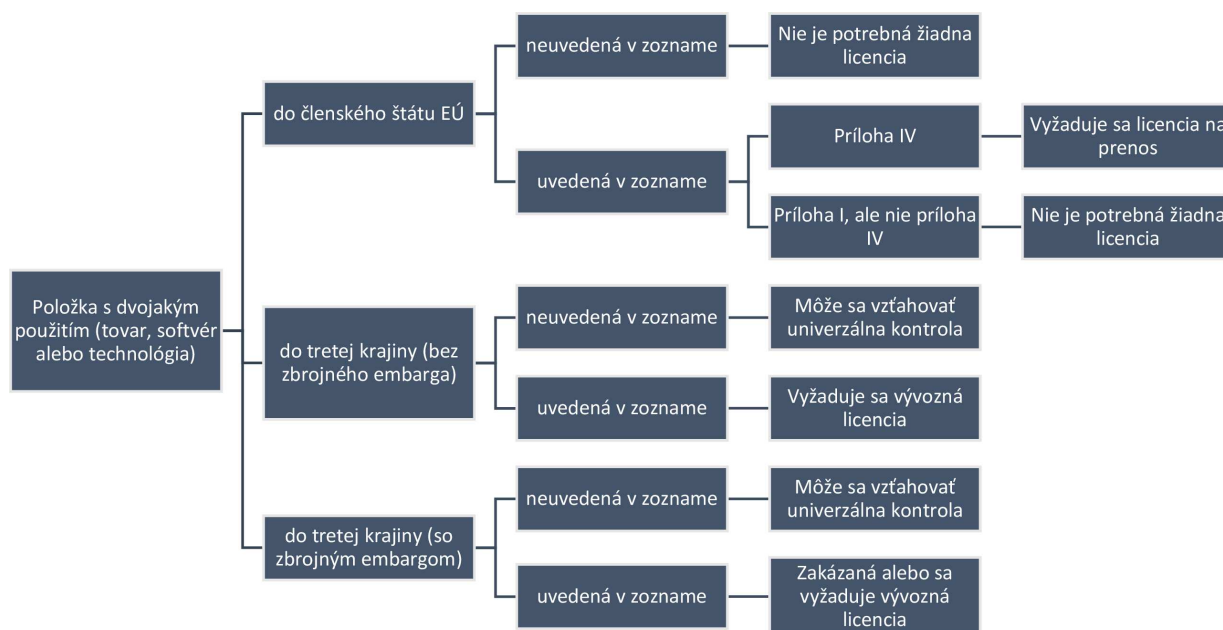 Položka s dvojakým
použitím (tovar, softvér
alebo technológia)
do členského štátu EÚ
neuvedená v zozname
Nie je potrebná žiadna
licencia
uvedená v zozname
Príloha IV
Vyžaduje sa licencia na
prenos
Príloha I, ale nie príloha
IV
Nie je potrebná žiadna
licencia
do tretej krajiny (bez
zbrojného embarga)
neuvedená v zozname
Môže sa vzťahovať
univerzálna kontrola
uvedená v zozname
Vyžaduje sa vývozná
licencia
do tretej krajiny (so
zbrojným embargom)
neuvedená v zozname
Môže sa vzťahovať
univerzálna kontrola
uvedená v zozname
Zakázaná alebo sa
vyžaduje vývozná
licencia